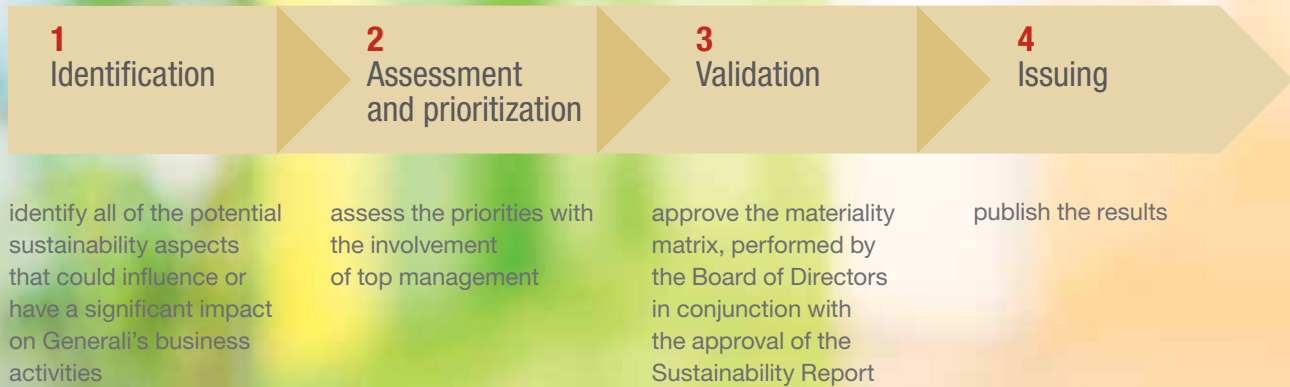 1
Identification
2
Assessment
and prioritization
3
Validation
4
Issuing
identify all of the potential
sustainability aspects
that could influence or
have a significant impact
on Generali's business
activities
assess the priorities with
the involvement
of top management
approve the materiality
matrix, performed by
the Board of Directors
in conjunction with
the approval of the
Sustainability Report
publish the results